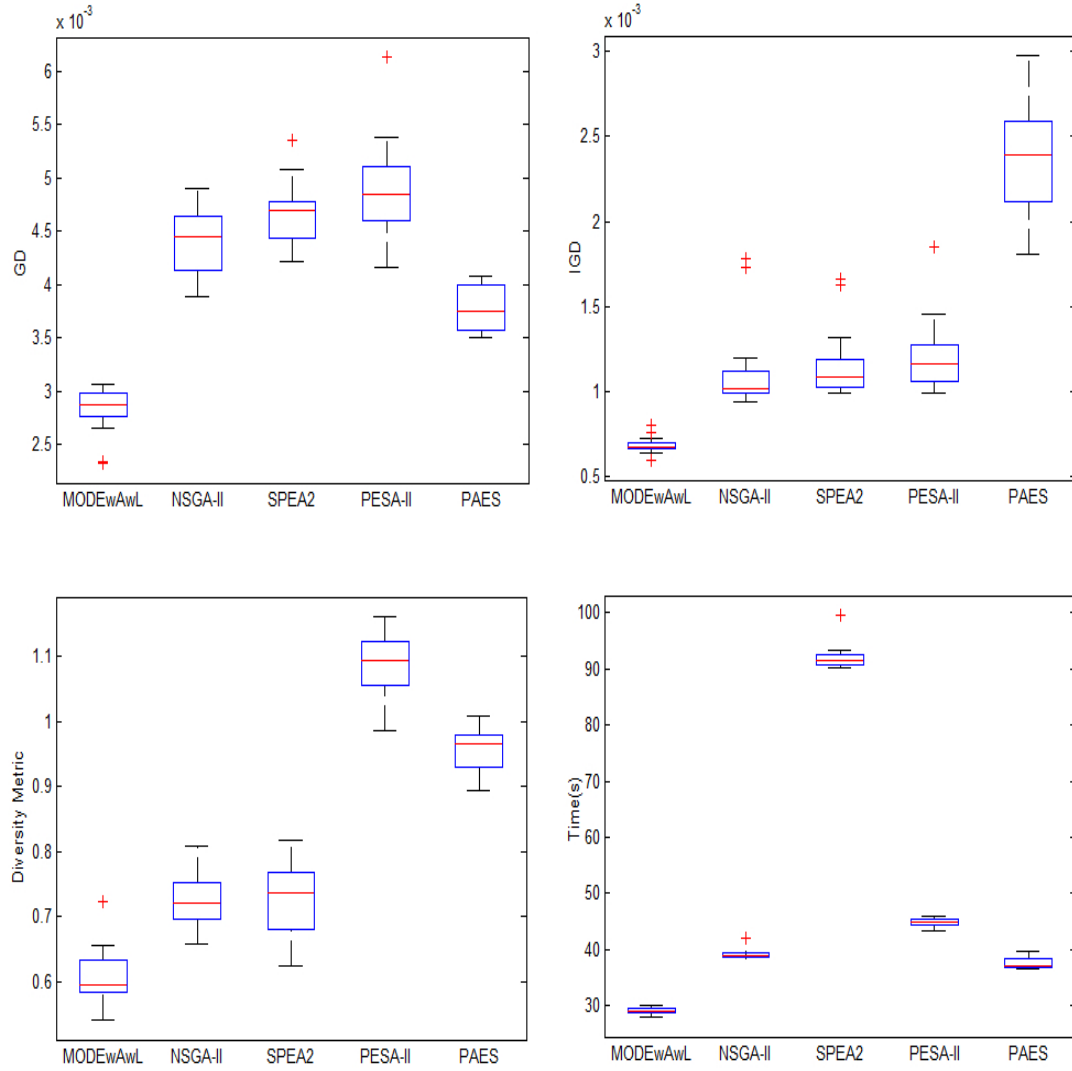 x 10⁻³
6
5.5
5
4.5
4
3.5
3
2.5
GD
MODEwAwL NSGA-II SPEA2 PESA-II PAES
x 10⁻³
3
2.5
2
1.5
1
0.5
IGD
MODEwAwL NSGA-II SPEA2 PESA-II PAES
1.1
1
0.9
0.8
0.7
0.6
Diversity Metric
MODEwAwL NSGA-II SPEA2 PESA-II PAES
100
90
80
70
60
50
40
30
Time(s)
MODEwAwL NSGA-II SPEA2 PESA-II PAES